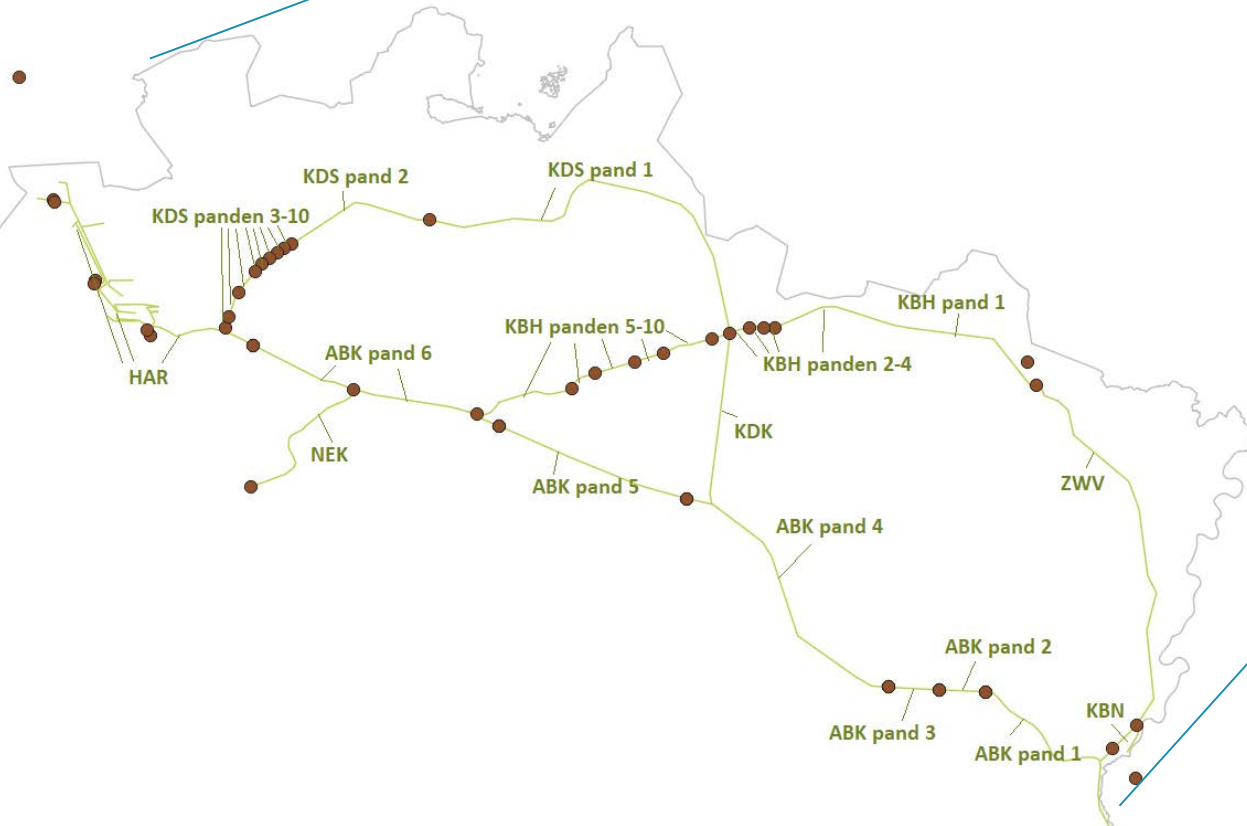 KDS pand 1
KDS pand 2
KDS panden 3-10
KBH pand 1
KBH panden 5-10
ABK pand 6
KBH panden 2-4
HAR
KDK
NEK
ZWV
ABK pand 5
ABK pand 4
ABK pand 2
KBN
ABK pand 3
ABK pand 1